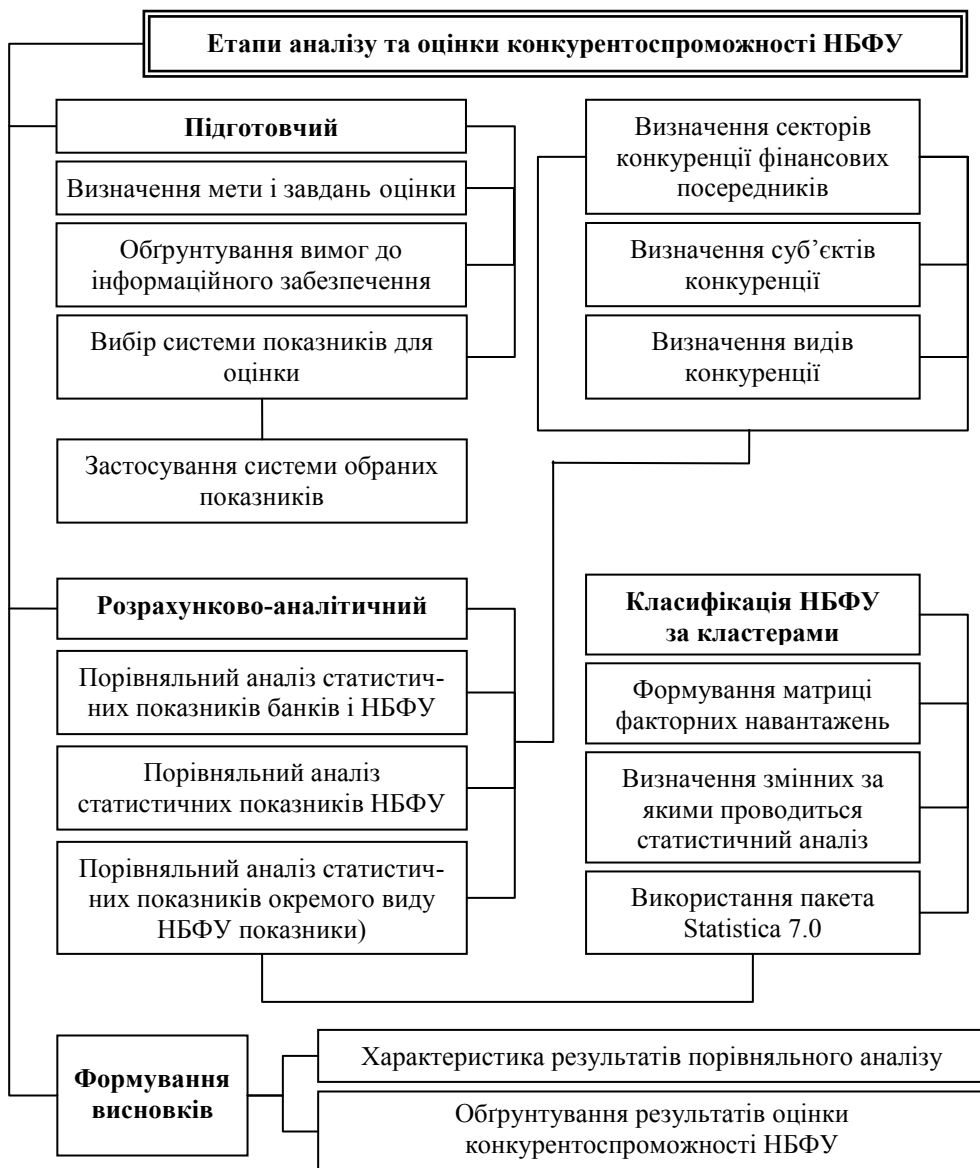 Етапи аналізу та оцінки конкурентоспроможності НБФУ
Підготовчий
Визначення мети і завдань оцінки
Обґрунтування вимог до
інформаційного забезпечення
Вибір системи показників для
оцінки
Застосування системи обраних
показників
Визначення секторів
конкуренції фінансових
посередників
Визначення суб’єктів
конкуренції
Визначення видів
конкуренції
Розрахунково-аналітичний
Порівняльний аналіз статистич-
них показників банків і НБФУ
Порівняльний аналіз
статистичних показників НБФУ
Порівняльний аналіз статистич-
них показників окремого виду
НБФУ показники)
Класифікація НБФУ
за кластерами
Формування матриці
факторних навантажень
Визначення змінних за
якими проводиться
статистичний аналіз
Використання пакета
Statistica 7.0
Формування
висновків
Характеристика результатів порівняльного аналізу
Обґрунтування результатів оцінки
конкурентоспроможності НБФУ